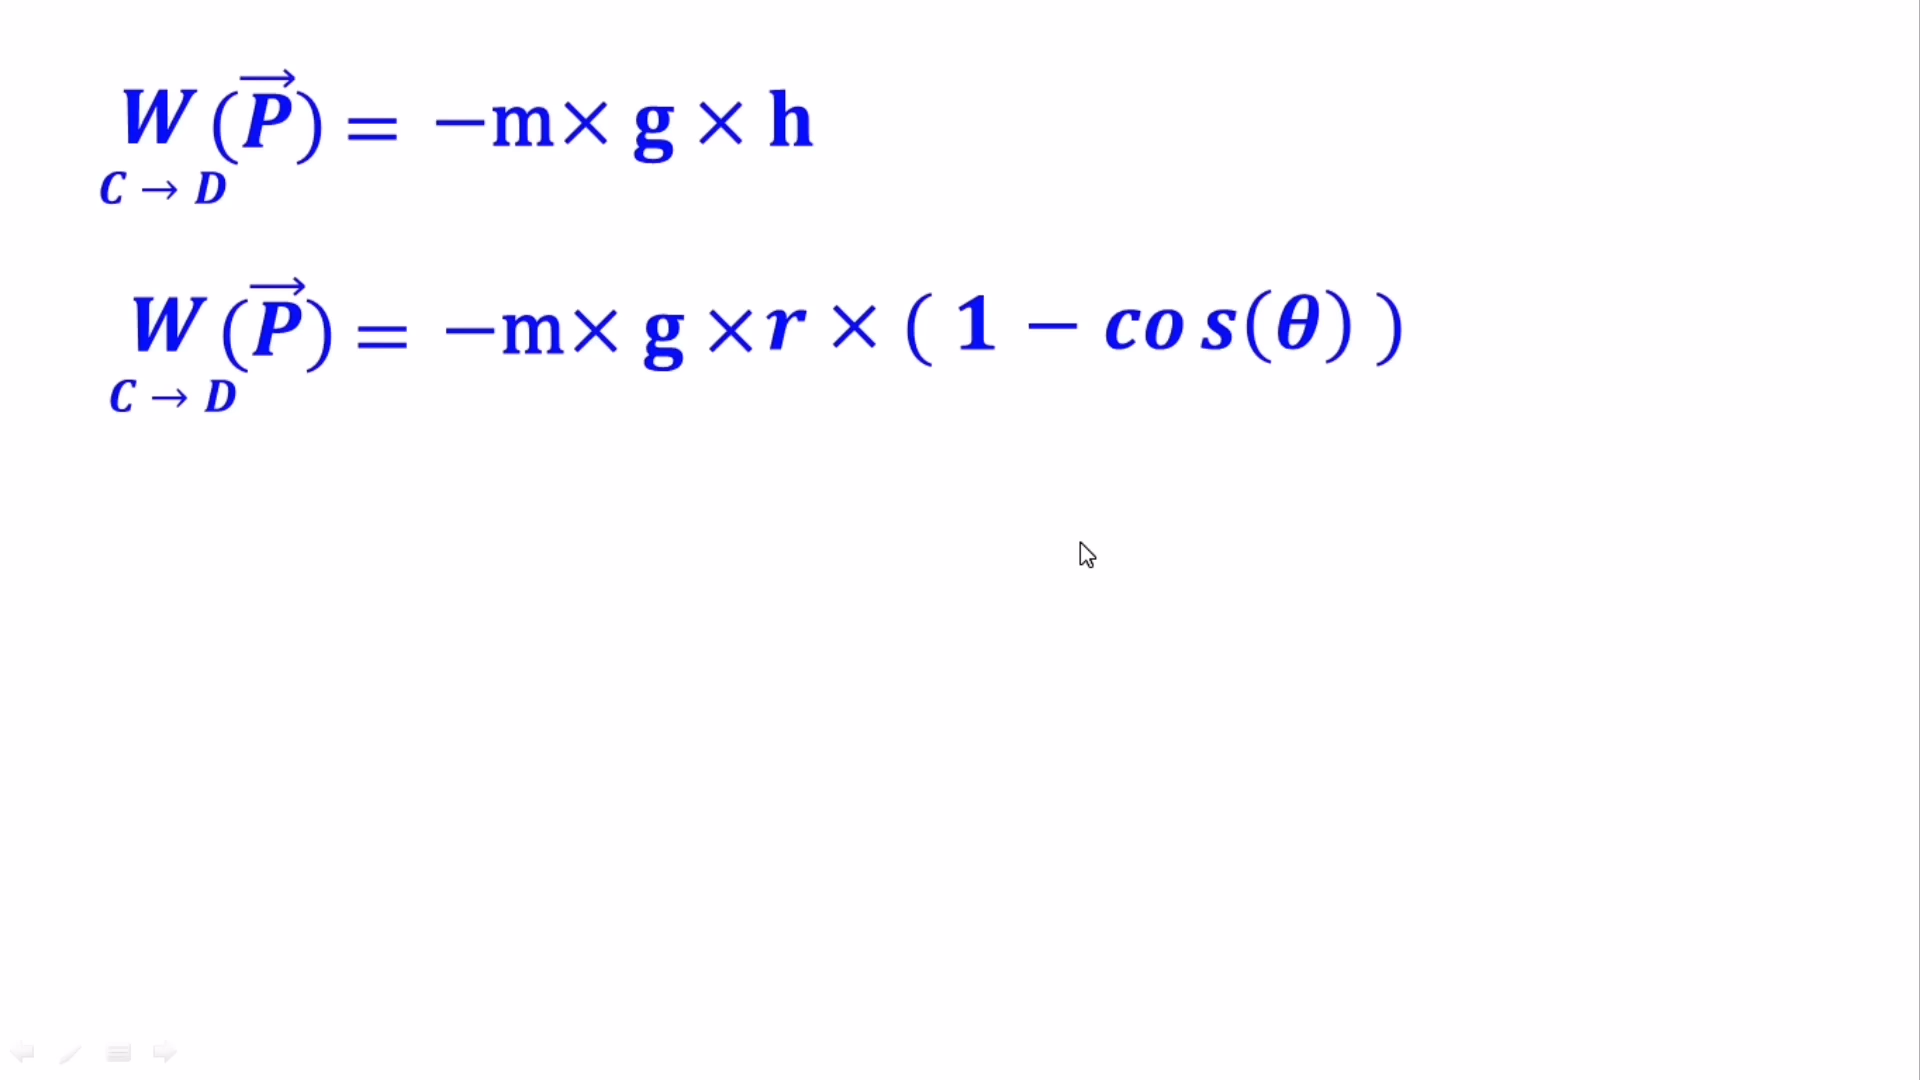 W(P⃗) = −m× g × h
C → D
W(P⃗) = −m× g ×r × ( 1 − cos(θ) )
C → D